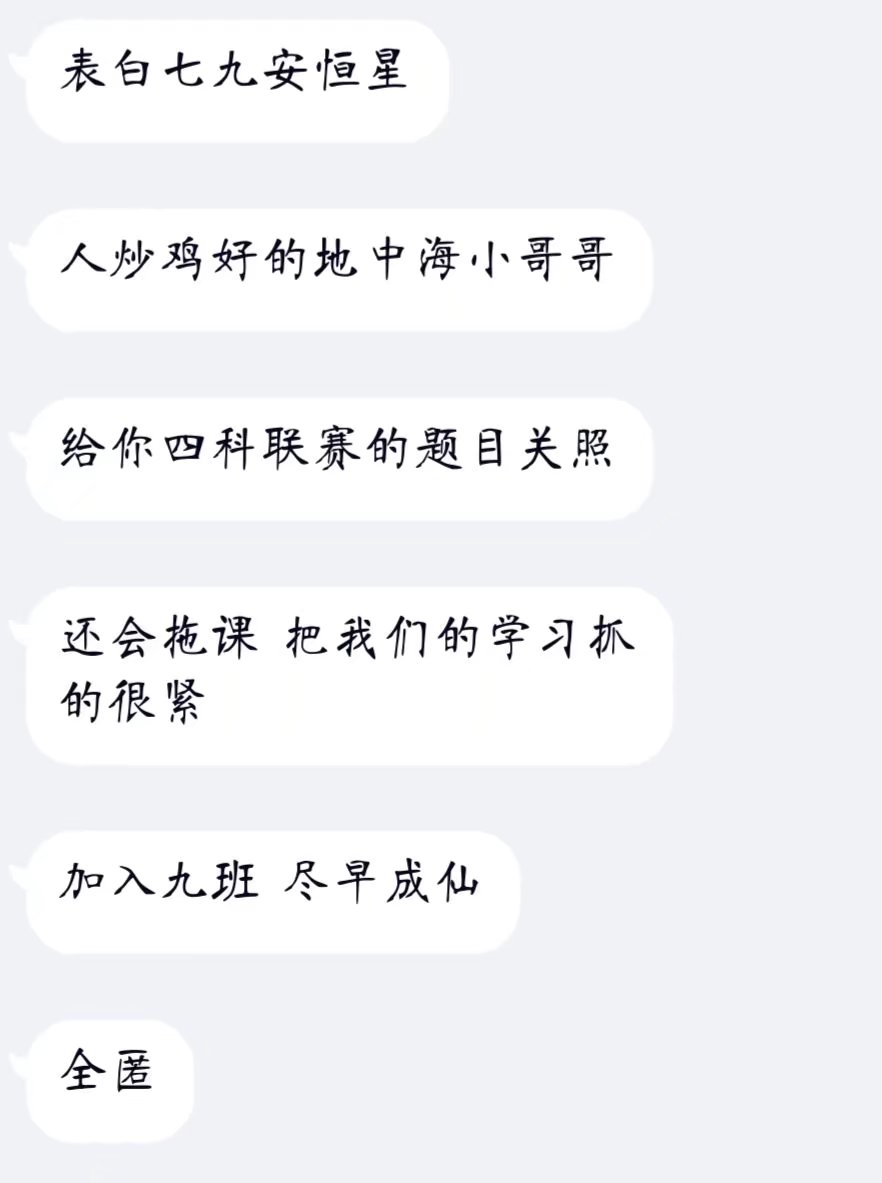 表白七九安恒星
人炒鸡好的地中海小哥哥
给你四科联赛的题目关照
还会拖课 把我们的学习抓
的很紧
加入九班 尽早成仙
全匿